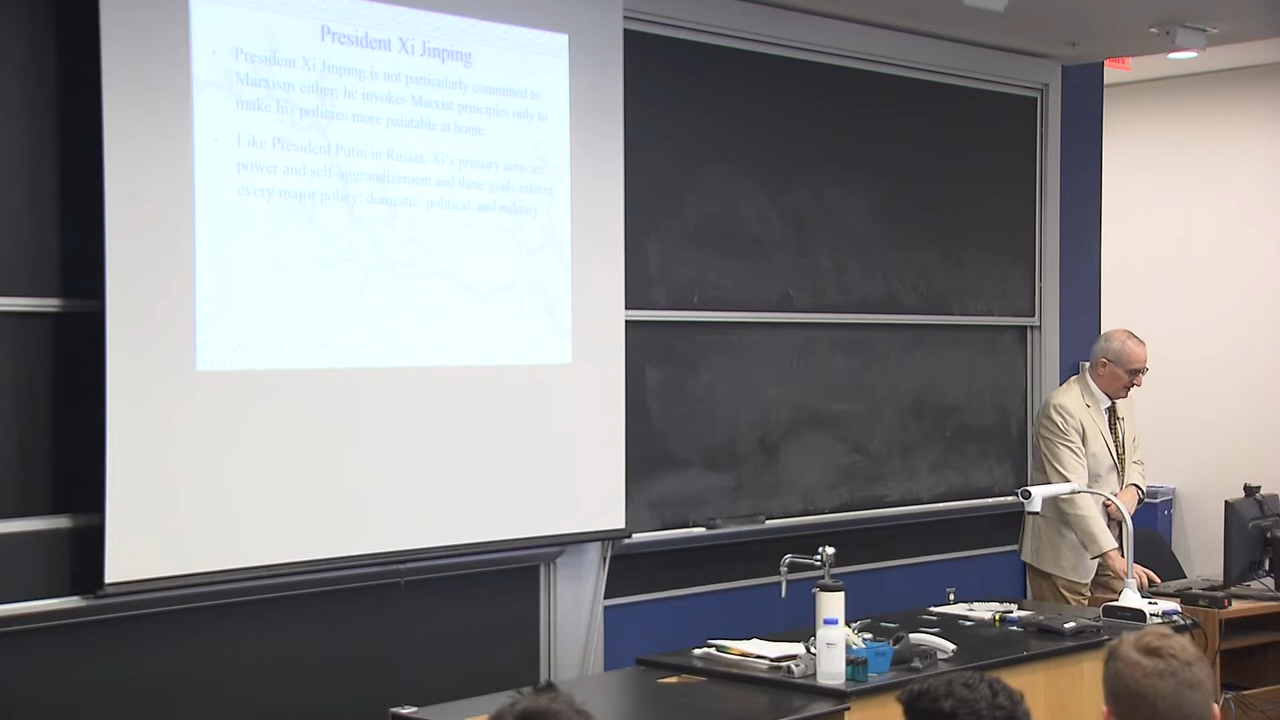 President Xi Jinping
President Xi Jinping is not particularly committed to
Marxism either; he invokes Marxist principles only to
make his policies more palatable at home.
Like President Putin in Russia, Xi's primary aims are
power and self-aggrandizement and these goals inform
every major policy, domestic, political, and military.